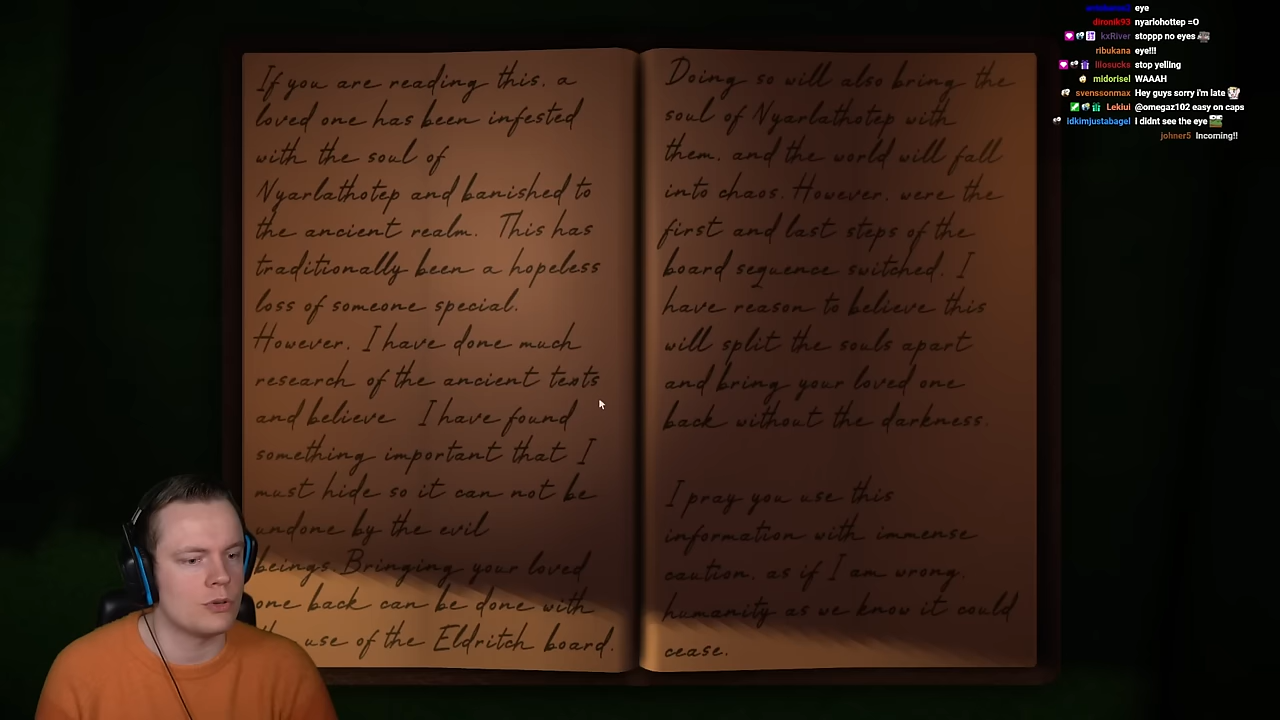 If you are reading this, a
loved one has been infested
with the soul of
Nyarlathotep and banished to
the ancient realm. This has
traditionally been a hopeless
loss of someone special.
However, I have done much
research of the ancient texts
and believe I have found
something important that I
must hide so it can not be
undone by the evil
beings. Bringing your loved
one back can be done with
use of the Eldritch board.
Doing so will also bring the
soul of Nyarlathotep with
them, and the world will fall
into chaos. However, were the
first and last steps of the
board sequence switched, I
have reason to believe this
will split the souls apart
and bring your loved one
back without the darkness.
I pray you use this
information with immense
caution, as if I am wrong,
humanity as we know it could
cease.
eye
dironik93 nyarlohottep =O
kxRiver stoppp no eyes
ribukana eye!!!
lilosucks stop yelling
midorisel WAAAH
svenssonmax Hey guys sorry i'm late
Lekiui @omegaz102 easy on caps
idkimjustabagel I didnt see the eye
johner5 Incoming!!